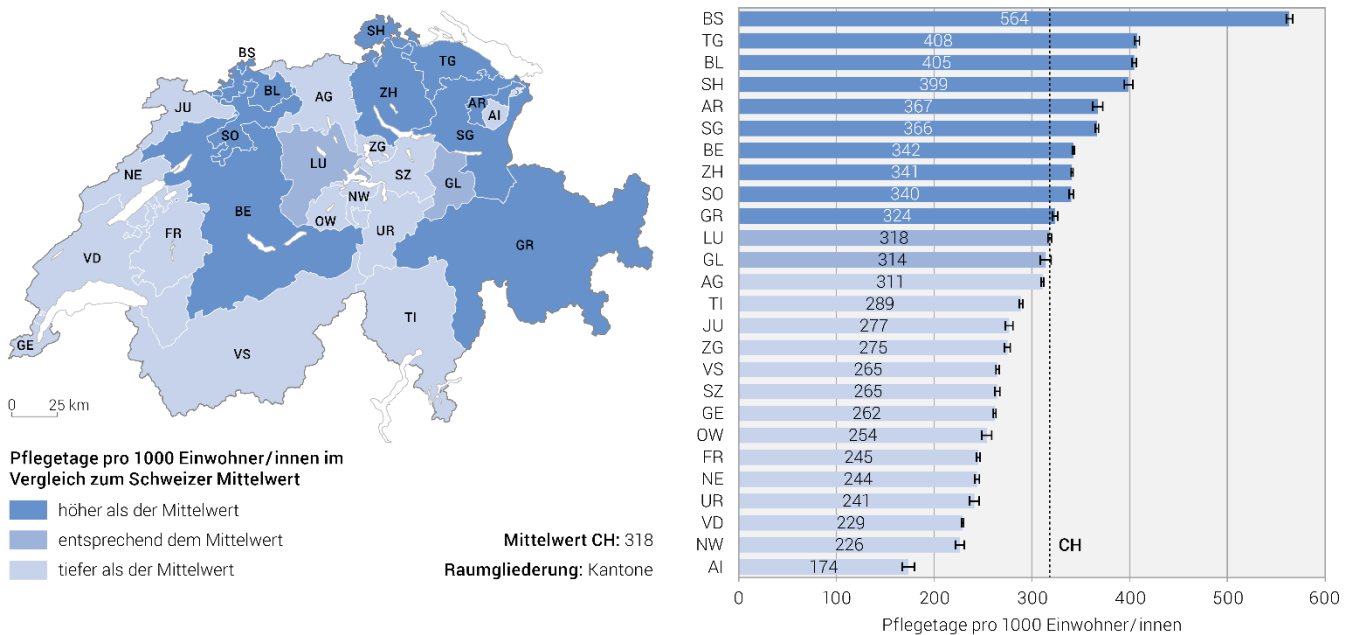 SH
BS
TG
BL
AG
ZH
JU
AR
AI
SO
SG
ZG
LU
NE
SZ
GL
NW
BE
OW
FR
UR
GR
VD
TI
GE
VS
0 25 km
Pflegetage pro 1000 Einwohner/innen im
Vergleich zum Schweizer Mittelwert
höher als der Mittelwert
entsprechend dem Mittelwert
tiefer als der Mittelwert
Mittelwert CH: 318
Raumgliederung: Kantone
BS 564
TG 408
BL 405
SH 399
AR 367
SG 366
BE 342
ZH 341
SO 340
GR 324
LU 318
GL 314
AG 311
TI 289
JU 277
ZG 275
VS 265
SZ 265
GE 262
OW 254
FR 245
NE 244
UR 241
VD 229
NW 226 CH
AI 174
0 100 200 300 400 500 600
Pflegetage pro 1000 Einwohner/innen